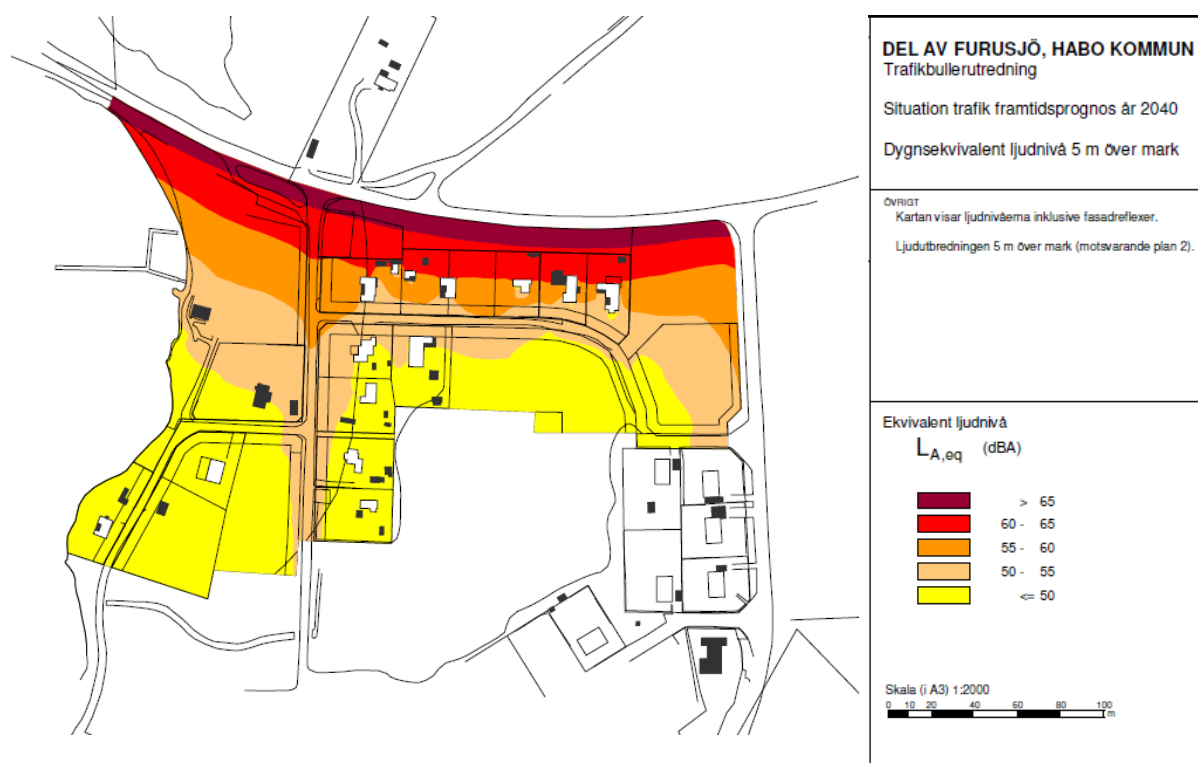 DEL AV FURUSJÖ, HABO KOMMUN
Trafikbullerutredning
Situation trafik framtidsprognos år 2040
Dygnsekvivalent ljudnivå 5 m över mark
ÖVRIGT
Kartan visar ljudnivåerna inklusive fasadreflexer.
Ljudutbredningen 5 m över mark (motsvarande plan 2).
Ekvivalent ljudnivå
LA,eq (dBA)
> 65
60 - 65
55 - 60
50 - 55
<= 50
Skala (i A3) 1:2000
0 10 20 40 60 80 100
m